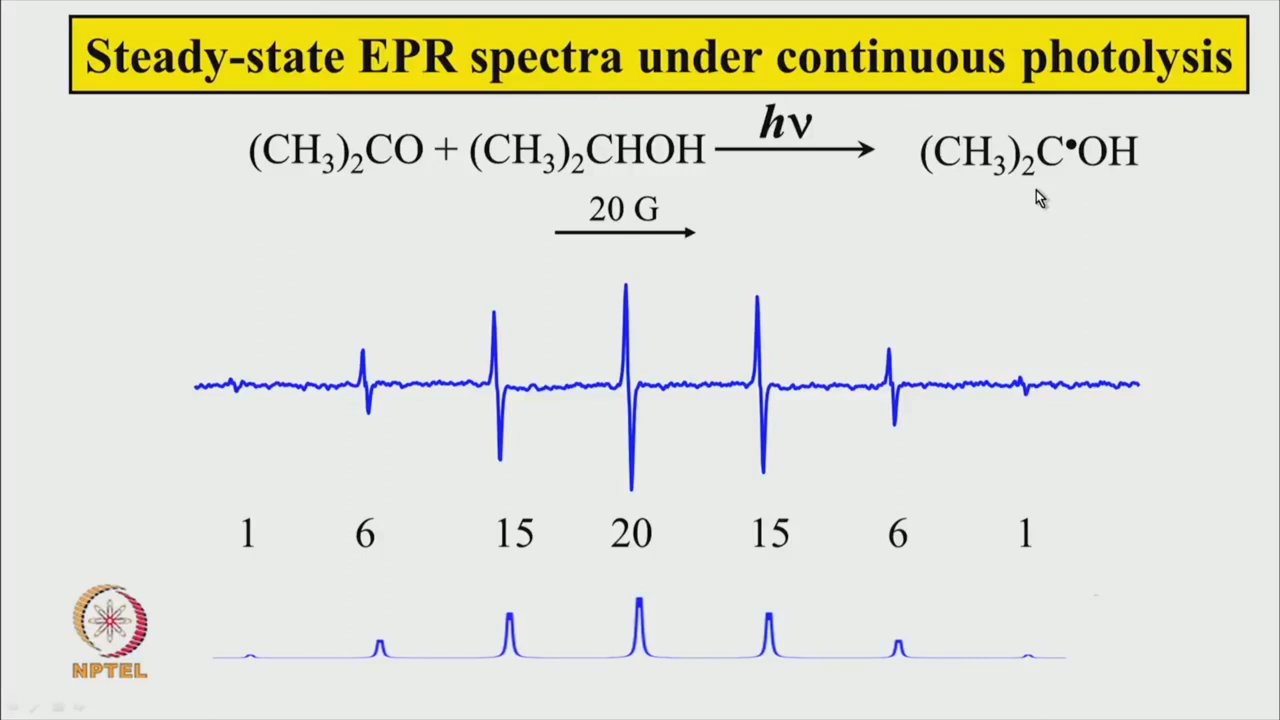 Steady-state EPR spectra under continuous photolysis
hν
(CH₃)₂CO + (CH₃)₂CHOH ⟶ (CH₃)₂C•OH
20 G
1 6 15 20 15 6 1
NPTEL